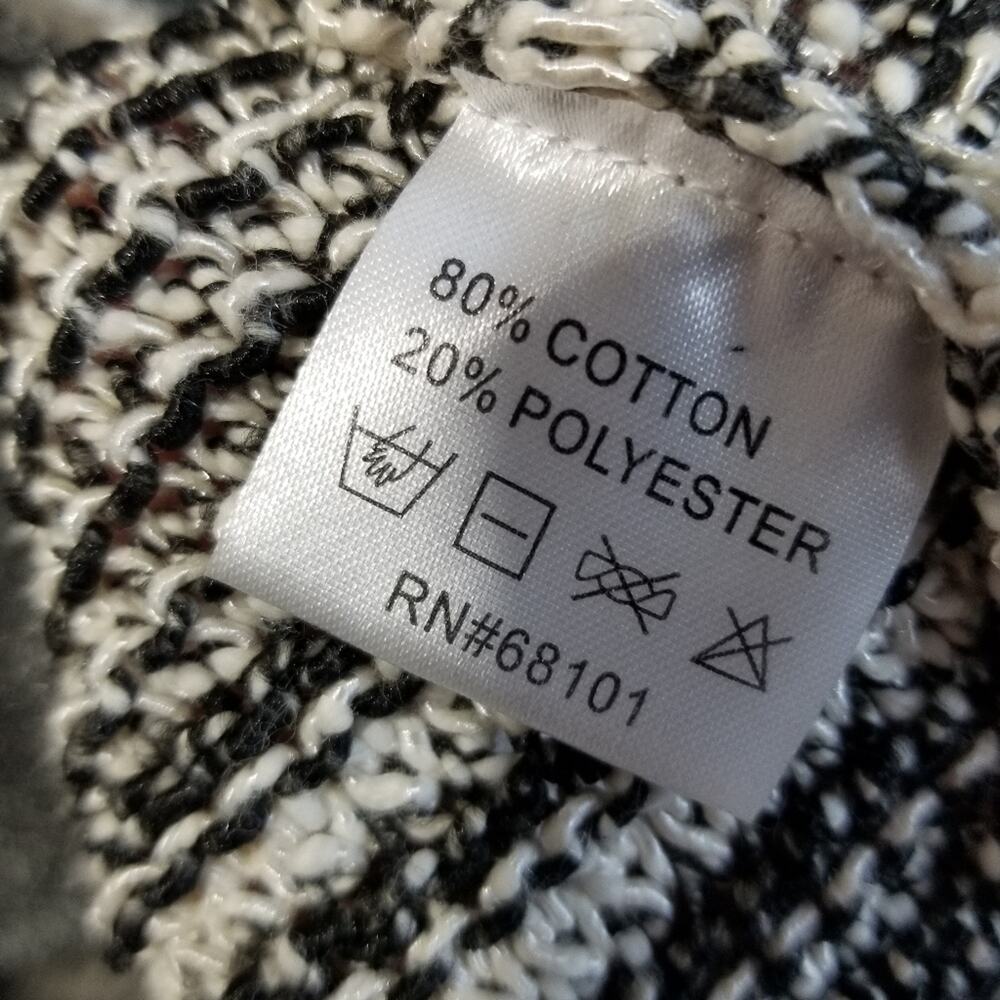 80% COTTON
20% POLYESTER
RN#68101